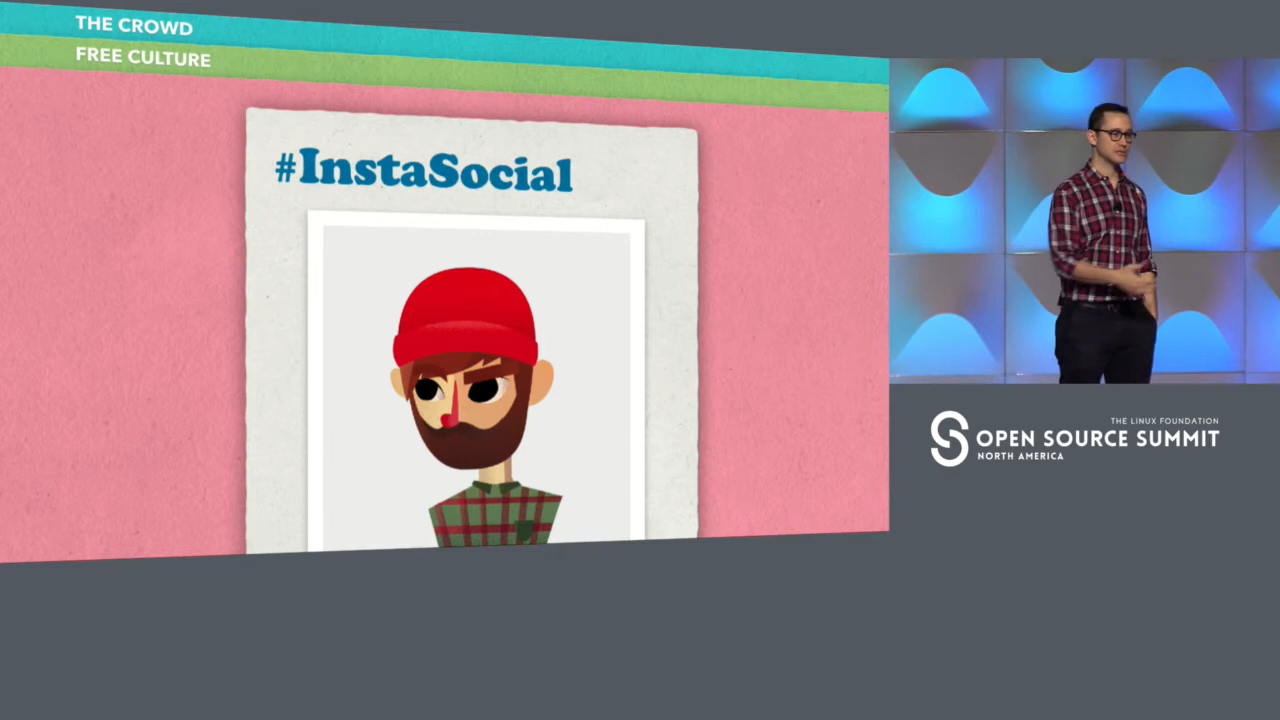 THE CROWD
FREE CULTURE
#InstaSocial
THE LINUX FOUNDATION
OPEN SOURCE SUMMIT
NORTH AMERICA